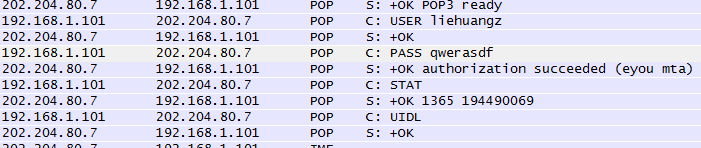 202.204.80.7 192.168.1.101 POP S: +OK POP3 ready
192.168.1.101 202.204.80.7 POP C: USER liehuangz
202.204.80.7 192.168.1.101 POP S: +OK
192.168.1.101 202.204.80.7 POP C: PASS qwerasdf
202.204.80.7 192.168.1.101 POP S: +OK authorization succeeded (eyou mta)
192.168.1.101 202.204.80.7 POP C: STAT
202.204.80.7 192.168.1.101 POP S: +OK 1365 194490069
192.168.1.101 202.204.80.7 POP C: UIDL
202.204.80.7 192.168.1.101 POP S: +OK